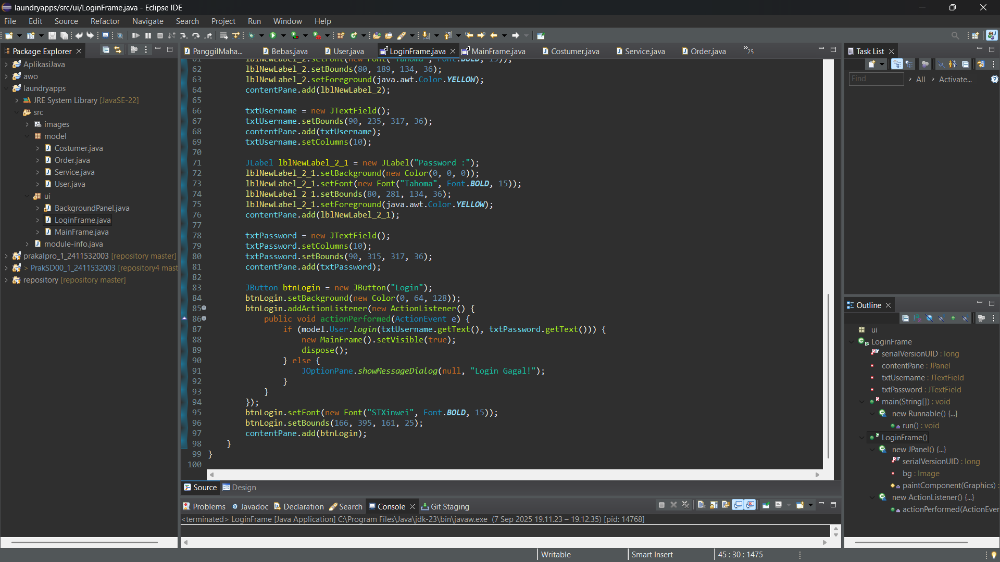 laundryapps/src/ui/LoginFrame.java - Eclipse IDE
File Edit Source Refactor Navigate Search Project Run Window Help
Package Explorer
AplikasiJava
awo
laundryapps
JRE System Library [JavaSE-22]
src
images
model
Costumer.java
Order.java
Service.java
User.java
ui
BackgroundPanel.java
LoginFrame.java
MainFrame.java
module-info.java
prakalpro_1_2411532003 [repository master]
> PrakSD00_1_2411532003 [repository4 mast
repository [repository master]
PanggilMaha... Bebas.java User.java LoginFrame.java MainFrame.java Costumer.java Service.java Order.java »25
61 lblNewLabel_2.setFont(new Font("Tahoma", Font.BOLD, 15));
62 lblNewLabel_2.setBounds(80, 189, 134, 36);
63 lblNewLabel_2.setForeground(java.awt.Color.YELLOW);
64 contentPane.add(lblNewLabel_2);
65
66 txtUsername = new JTextField();
67 txtUsername.setBounds(90, 235, 317, 36);
68 contentPane.add(txtUsername);
69 txtUsername.setColumns(10);
70
71 JLabel lblNewLabel_2_1 = new JLabel("Password :");
72 lblNewLabel_2_1.setBackground(new Color(0, 0, 0));
73 lblNewLabel_2_1.setFont(new Font("Tahoma", Font.BOLD, 15));
74 lblNewLabel_2_1.setBounds(80, 281, 134, 36);
75 lblNewLabel_2_1.setForeground(java.awt.Color.YELLOW);
76 contentPane.add(lblNewLabel_2_1);
77
78 txtPassword = new JTextField();
79 txtPassword.setColumns(10);
80 txtPassword.setBounds(90, 315, 317, 36);
81 contentPane.add(txtPassword);
82
83 JButton btnLogin = new JButton("Login");
84 btnLogin.setBackground(new Color(0, 64, 128));
85 btnLogin.addActionListener(new ActionListener() {
86 public void actionPerformed(ActionEvent e) {
87 if (model.User.login(txtUsername.getText(), txtPassword.getText())) {
88 new MainFrame().setVisible(true);
89 dispose();
90 } else {
91 JOptionPane.showMessageDialog(null, "Login Gagal!");
92 }
93 }
94 });
95 btnLogin.setFont(new Font("STXinwei", Font.BOLD, 15));
96 btnLogin.setBounds(166, 395, 161, 25);
97 contentPane.add(btnLogin);
98 }
99 }
100
Source Design
Problems Javadoc Declaration Search Console Git Staging
<terminated> LoginFrame [Java Application] C:\Program Files\Java\jdk-23\bin\javaw.exe (7 Sep 2025 19.11.23 – 19.12.35) [pid: 14768]
Task List
Find All Activate...
Outline
ui
LoginFrame
serialVersionUID : long
contentPane : JPanel
txtUsername : JTextField
txtPassword : JTextField
main(String[]) : void
new Runnable() {...}
run() : void
LoginFrame()
new JPanel() {...}
serialVersionUID : long
bg : Image
paintComponent(Graphics) :
new ActionListener() {...}
actionPerformed(ActionEver
Writable Smart Insert 45 : 30 : 1475